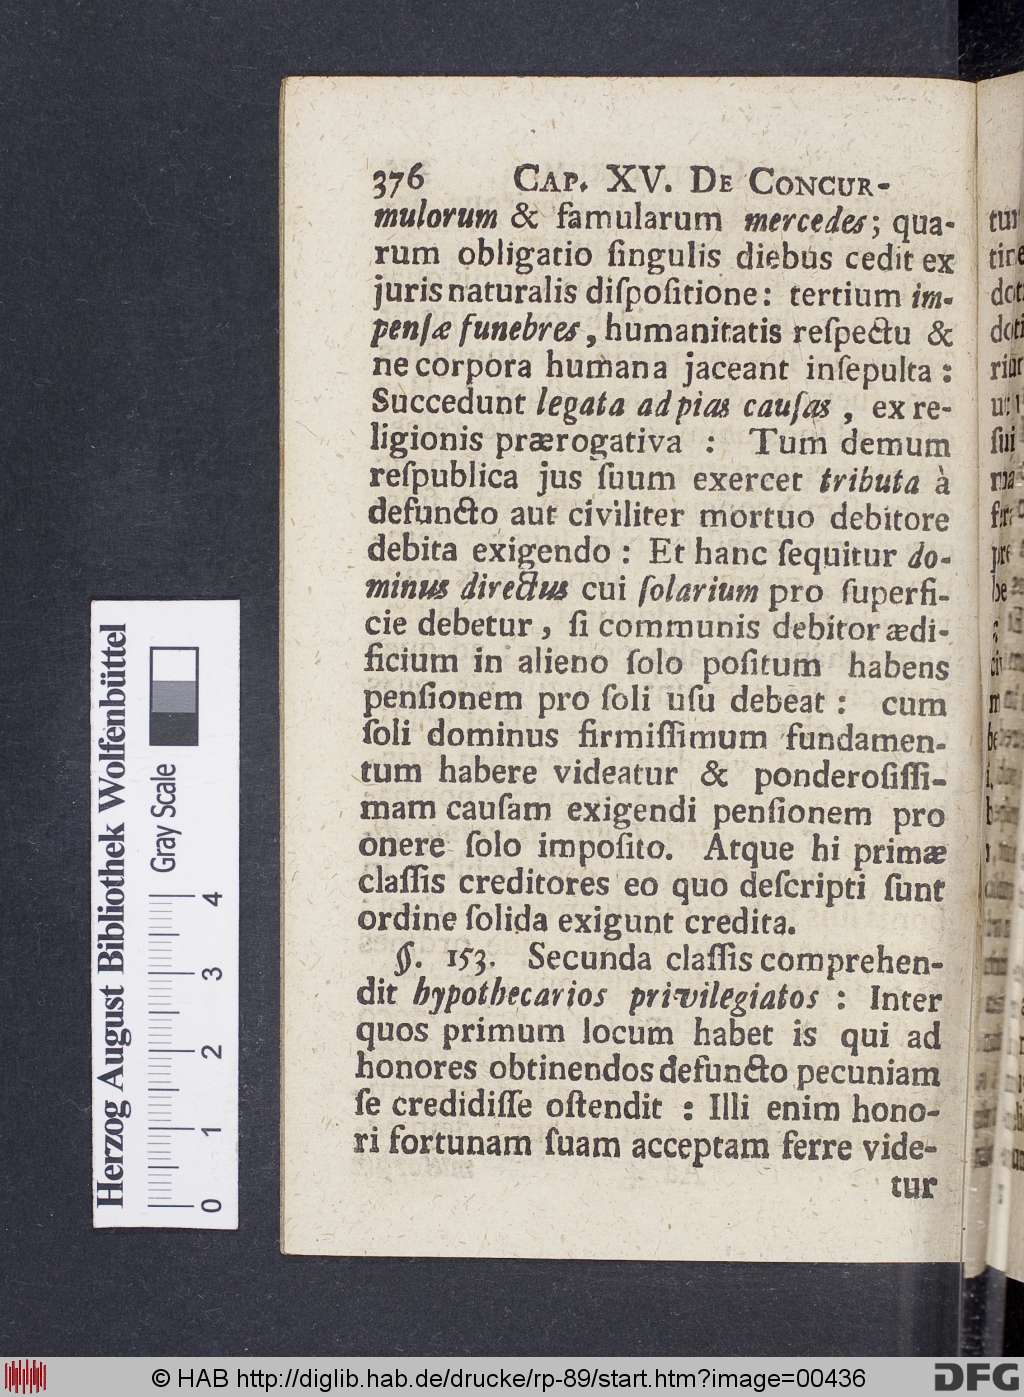 376 CAP. XV. DE CONCUR-
mulorum & famularum mercedes; qua-
rum obligatio ſingulis diebus cedit ex
juris naturalis diſpoſitione: tertium im-
penſæ funebres, humanitatis reſpectu &
ne corpora humana jaceant inſepulta:
Succedunt legata ad pias cauſas, ex re-
ligionis prærogativa : Tum demum
reſpublica jus ſuum exercet tributa à
defuncto aut civiliter mortuo debitore
debita exigendo : Et hanc ſequitur do-
minus directus cui ſolarium pro ſuperfi-
cie debetur, ſi communis debitor ædi-
ficium in alieno ſolo poſitum habens
penſionem pro ſoli uſu debeat : cum
ſoli dominus firmiſſimum fundamen-
tum habere videatur & ponderoſiſſi-
mam cauſam exigendi penſionem pro
onere ſolo impoſito. Atque hi primæ
claſſis creditores eo quo deſcripti ſunt
ordine ſolida exigunt credita.
§. 153. Secunda claſſis comprehen-
dit hypothecarios privilegiatos : Inter
quos primum locum habet is qui ad
honores obtinendos defuncto pecuniam
ſe credidiſſe oſtendit : Illi enim hono-
ri fortunam ſuam acceptam ferre vide-
tur
Herzog August Bibliothek Wolfenbüttel
Gray Scale
0 1 2 3 4
© HAB http://diglib.hab.de/drucke/rp-89/start.htm?image=00436
DFG